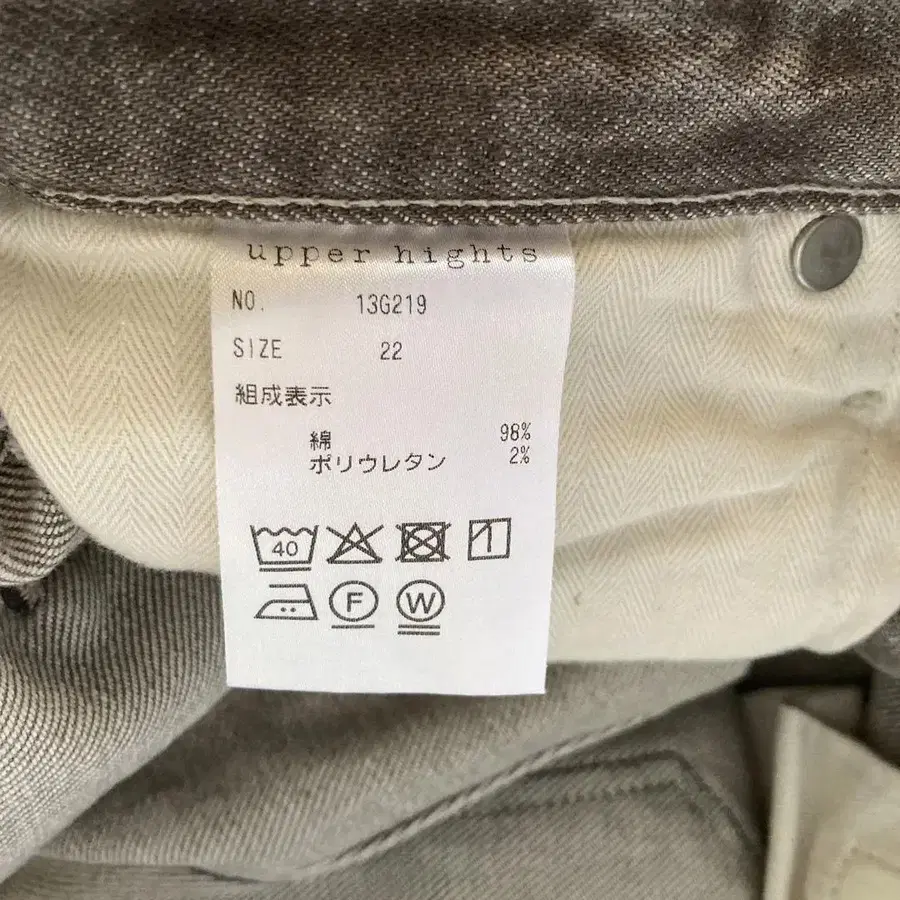 upper hights
NO. 13G219
SIZE 22
組成表示
綿 98%
ポリウレタン 2%
40
F W